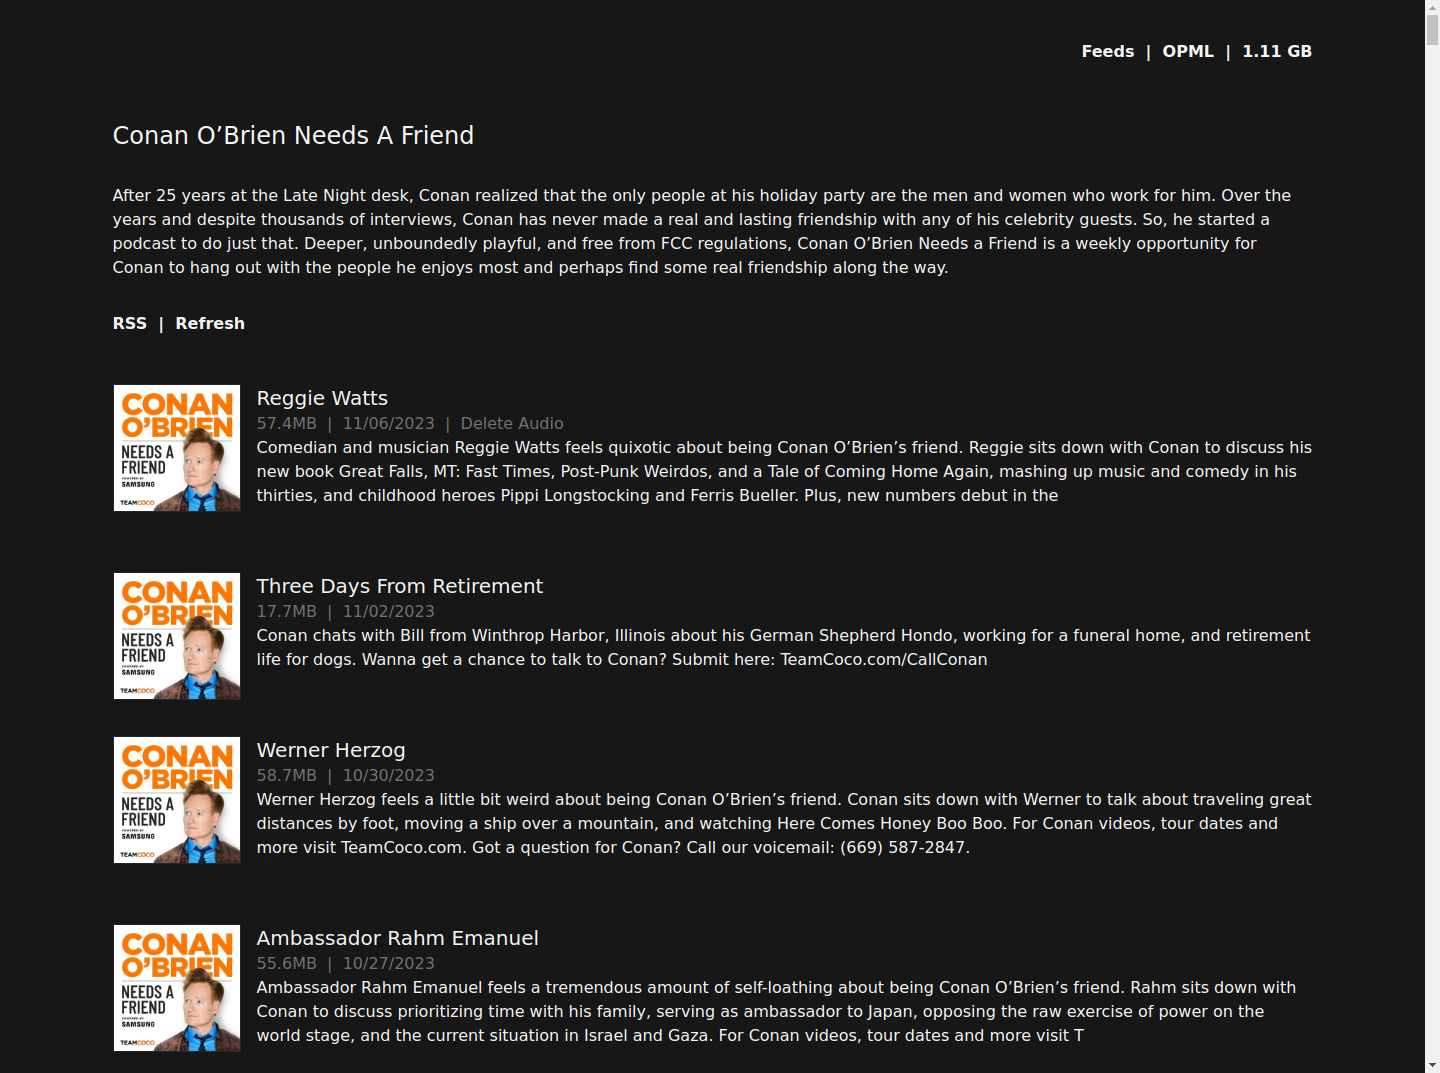 Feeds | OPML | 1.11 GB
Conan O’Brien Needs A Friend
After 25 years at the Late Night desk, Conan realized that the only people at his holiday party are the men and women who work for him. Over the
years and despite thousands of interviews, Conan has never made a real and lasting friendship with any of his celebrity guests. So, he started a
podcast to do just that. Deeper, unboundedly playful, and free from FCC regulations, Conan O’Brien Needs a Friend is a weekly opportunity for
Conan to hang out with the people he enjoys most and perhaps find some real friendship along the way.
RSS | Refresh
CONAN
O’BRIEN
NEEDS A
FRIEND
POWERED BY
SAMSUNG
TEAMCOCO
Reggie Watts
57.4MB | 11/06/2023 | Delete Audio
Comedian and musician Reggie Watts feels quixotic about being Conan O’Brien’s friend. Reggie sits down with Conan to discuss his
new book Great Falls, MT: Fast Times, Post-Punk Weirdos, and a Tale of Coming Home Again, mashing up music and comedy in his
thirties, and childhood heroes Pippi Longstocking and Ferris Bueller. Plus, new numbers debut in the
CONAN
O’BRIEN
NEEDS A
FRIEND
POWERED BY
SAMSUNG
TEAMCOCO
Three Days From Retirement
17.7MB | 11/02/2023
Conan chats with Bill from Winthrop Harbor, Illinois about his German Shepherd Hondo, working for a funeral home, and retirement
life for dogs. Wanna get a chance to talk to Conan? Submit here: TeamCoco.com/CallConan
CONAN
O’BRIEN
NEEDS A
FRIEND
POWERED BY
SAMSUNG
TEAMCOCO
Werner Herzog
58.7MB | 10/30/2023
Werner Herzog feels a little bit weird about being Conan O’Brien’s friend. Conan sits down with Werner to talk about traveling great
distances by foot, moving a ship over a mountain, and watching Here Comes Honey Boo Boo. For Conan videos, tour dates and
more visit TeamCoco.com. Got a question for Conan? Call our voicemail: (669) 587-2847.
CONAN
O’BRIEN
NEEDS A
FRIEND
POWERED BY
SAMSUNG
TEAMCOCO
Ambassador Rahm Emanuel
55.6MB | 10/27/2023
Ambassador Rahm Emanuel feels a tremendous amount of self-loathing about being Conan O’Brien’s friend. Rahm sits down with
Conan to discuss prioritizing time with his family, serving as ambassador to Japan, opposing the raw exercise of power on the
world stage, and the current situation in Israel and Gaza. For Conan videos, tour dates and more visit T